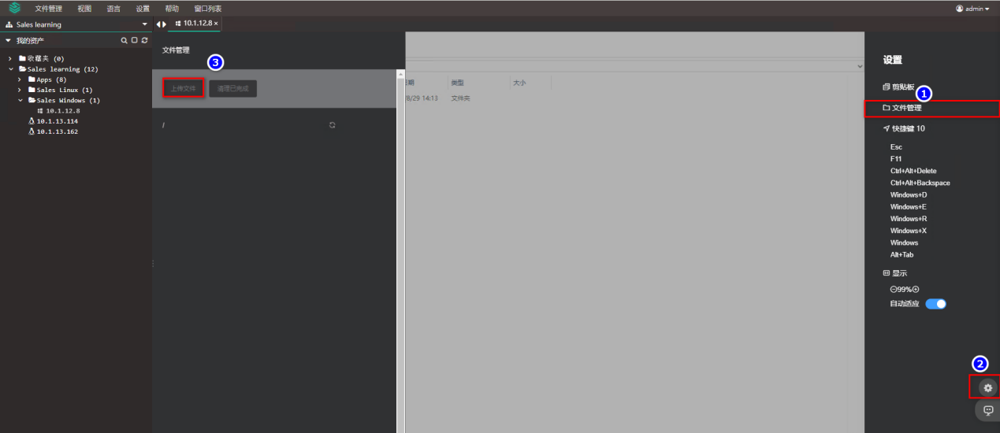 文件管理 视图 语言 设置 帮助 窗口列表 admin
Sales learning 10.1.12.8 ×
我的资产
收藏夹 (0)
Sales learning (12)
Apps (8)
Sales Linux (1)
Sales Windows (1)
10.1.12.8
10.1.13.114
10.1.13.162
文件管理
3
上传文件 清理已完成
/
期 类型 大小
/8/29 14:13 文件夹
设置
剪贴板
1
文件管理
快捷键 10
Esc
F11
Ctrl+Alt+Delete
Ctrl+Alt+Backspace
Windows+D
Windows+E
Windows+R
Windows+X
Windows
Alt+Tab
显示
99%
自动适应
2